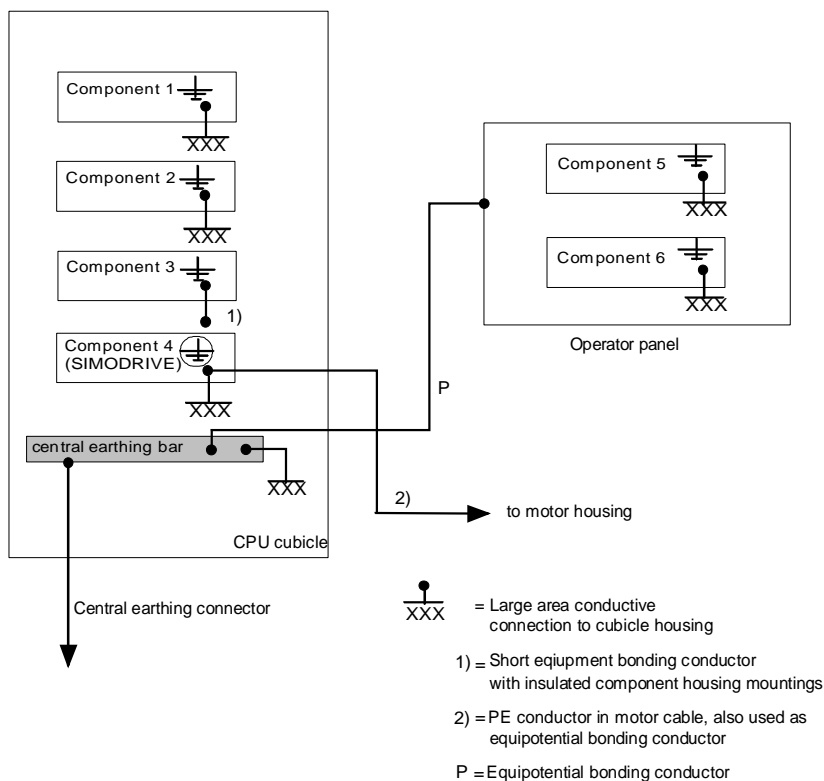 Component 1
XXX
Component 2
XXX
Component 3
1)
Component 4
(SIMODRIVE)
XXX
central earthing bar
XXX
CPU cubicle
Component 5
XXX
Component 6
XXX
Operator panel
P
2)
to motor housing
Central earthing connector
XXX
= Large area conductive
connection to cubicle housing
1) = Short eqiupment bonding conductor
with insulated component housing mountings
2) = PE conductor in motor cable, also used as
equipotential bonding conductor
P = Equipotential bonding conductor